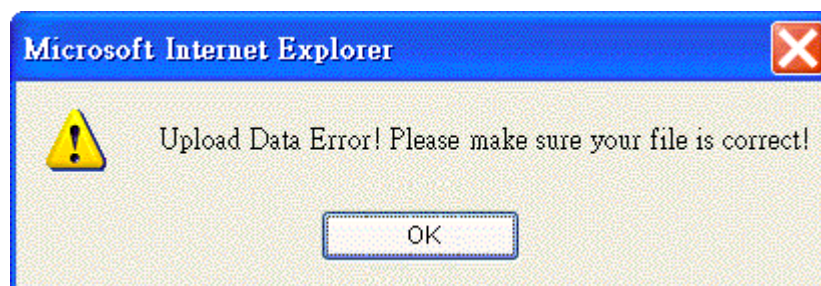 Microsoft Internet Explorer
Upload Data Error! Please make sure your file is correct!
OK